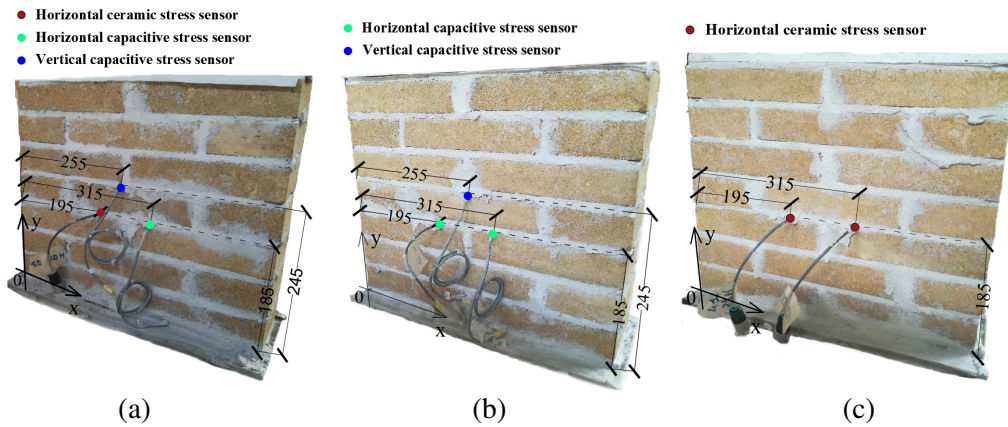 Horizontal ceramic stress sensor
Horizontal capacitive stress sensor
Vertical capacitive stress sensor
255
315
195
y
0
x
185
245
(a)
Horizontal capacitive stress sensor
Vertical capacitive stress sensor
255
315
195
y
0
x
185
245
(b)
Horizontal ceramic stress sensor
315
195
y
0
x
185
(c)